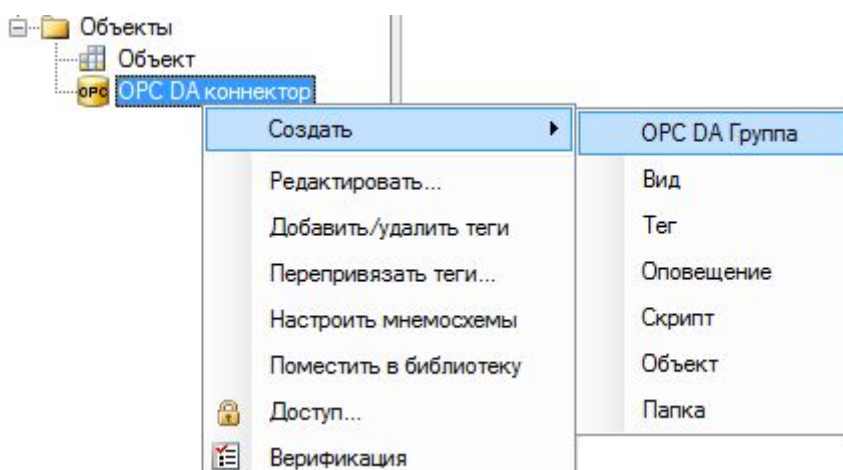 Объекты
Объект
OPC OPC DA коннектор
Создать
Редактировать...
Добавить/удалить теги
Перепривязать теги...
Настроить мнемосхемы
Поместить в библиотеку
Доступ...
Верификация
OPC DA Группа
Вид
Тег
Оповещение
Скрипт
Объект
Папка